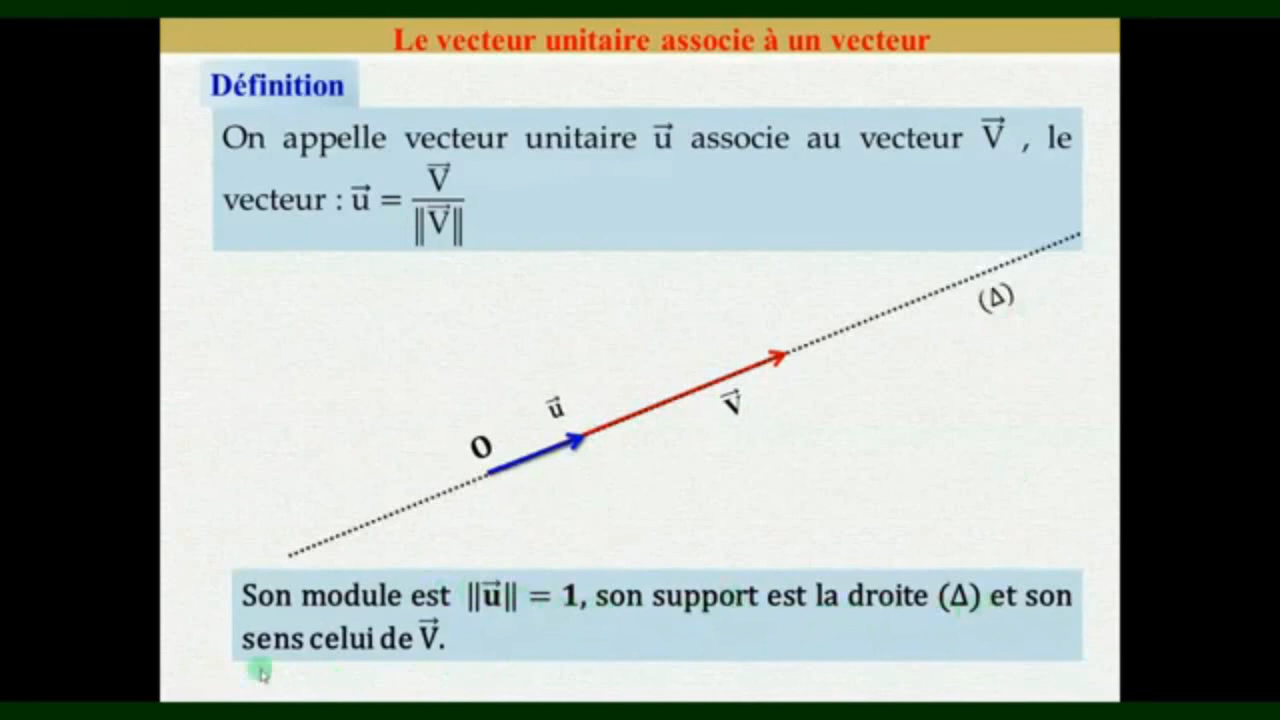 Le vecteur unitaire associe à un vecteur
Définition
On appelle vecteur unitaire u⃗ associe au vecteur V⃗ , le
vecteur : u⃗ = V⃗ / ‖V⃗‖
(Δ)
u⃗
V⃗
O
Son module est ‖u⃗‖ = 1, son support est la droite (Δ) et son
sens celui de V⃗.